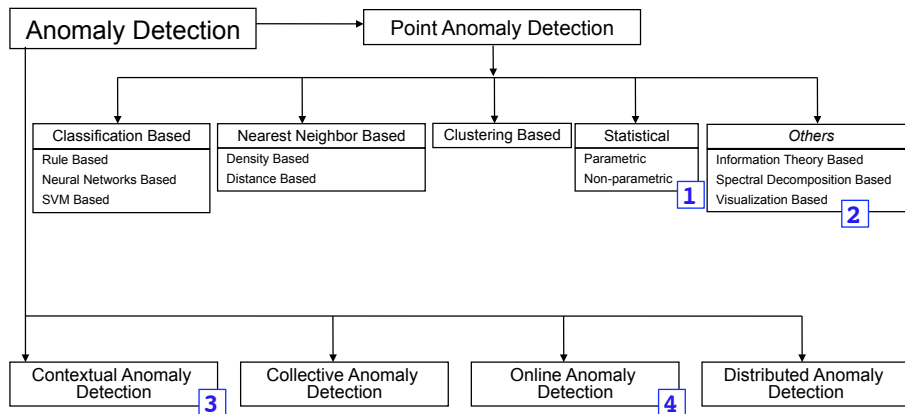 Anomaly Detection
Point Anomaly Detection
Classification Based
Rule Based
Neural Networks Based
SVM Based
Nearest Neighbor Based
Density Based
Distance Based
Clustering Based
Statistical
Parametric
Non-parametric
1
Others
Information Theory Based
Spectral Decomposition Based
Visualization Based
2
Contextual Anomaly
Detection
3
Collective Anomaly
Detection
Online Anomaly
Detection
4
Distributed Anomaly
Detection